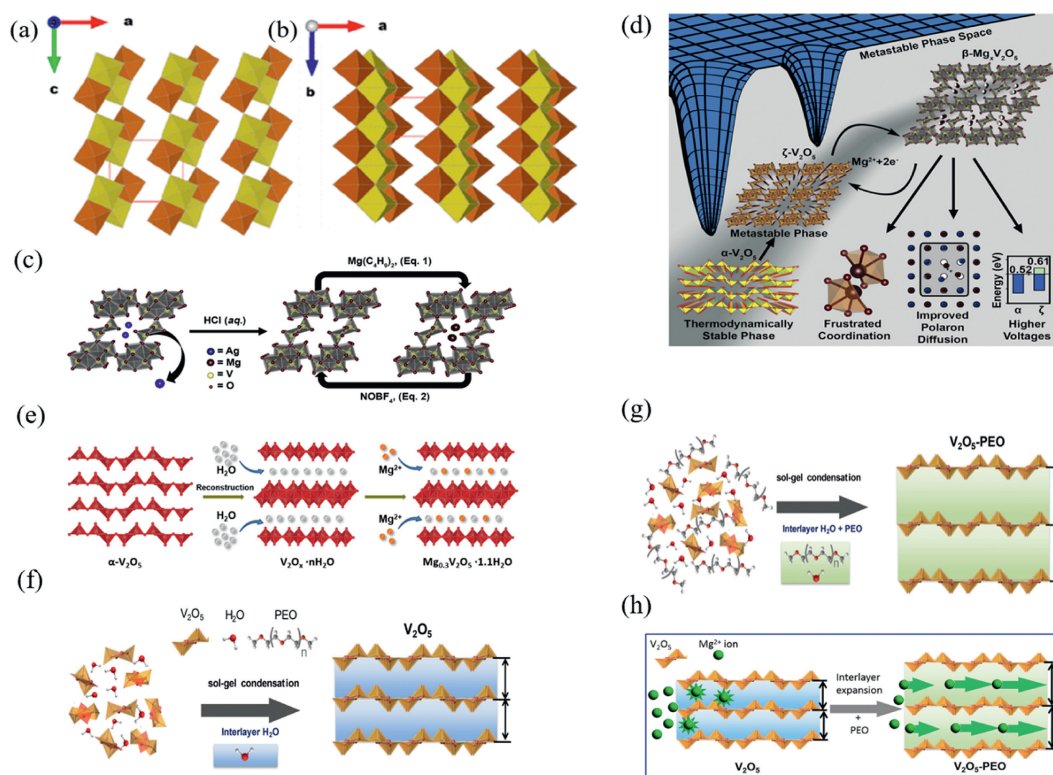 (a)
a
c
(b)
a
b
(c)
Mg(C₄H₉)₂, (Eq. 1)
HCl (aq.)
= Ag
= Mg
= V
= O
NOBF₄, (Eq. 2)
(d)
Metastable Phase Space
β-MgₓV₂O₅
ζ-V₂O₅
Mg²⁺+2e⁻
Metastable Phase
α-V₂O₅
Thermodynamically
Stable Phase
Frustrated
Coordination
Improved
Polaron
Diffusion
Energy (eV)
0.52
0.61
α
ζ
Higher
Voltages
(e)
H₂O
Reconstruction
H₂O
Mg²⁺
Mg²⁺
α-V₂O₅
V₂Oₓ ·nH₂O
Mg₀.₃V₂O₅ ·1.1H₂O
(f)
V₂O₅
H₂O
PEO
n
V₂O₅
sol-gel condensation
Interlayer H₂O
(g)
V₂O₅-PEO
sol-gel condensation
Interlayer H₂O + PEO
n
(h)
V₂O₅
Mg²⁺ ion
Interlayer
expansion
+
PEO
V₂O₅
V₂O₅-PEO